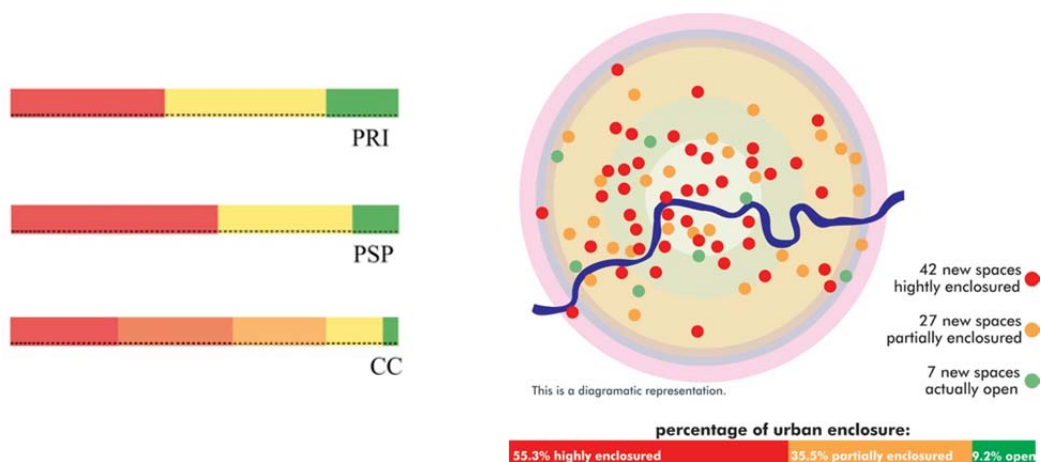 PRI
PSP
CC
42 new spaces
hightly enclosured
27 new spaces
partially enclosured
7 new spaces
actually open
This is a diagramatic representation.
percentage of urban enclosure:
55.3% highly enclosured 35.5% partially enclosured 9.2% open